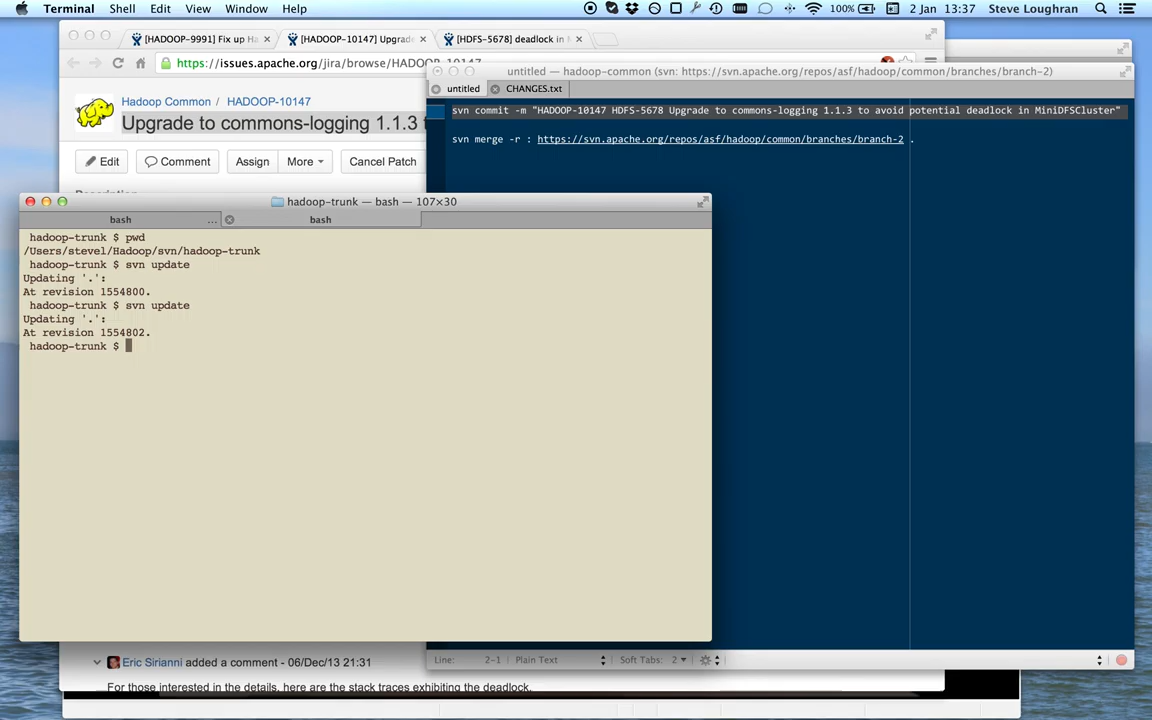 Terminal Shell Edit View Window Help 100% 2 Jan 13:37 Steve Loughran
[HADOOP-9991] Fix up Ha
[HADOOP-10147] Upgrade
[HDFS-5678] deadlock in
https://issues.apache.org/jira/browse/HADOOP-10147
Hadoop Common / HADOOP-10147
Upgrade to commons-logging 1.1.3 t
Edit Comment Assign More Cancel Patch
untitled — hadoop-common (svn: https://svn.apache.org/repos/asf/hadoop/common/branches/branch-2)
untitled CHANGES.txt
svn commit -m "HADOOP-10147 HDFS-5678 Upgrade to commons-logging 1.1.3 to avoid potential deadlock in MiniDFSCluster"
svn merge -r : https://svn.apache.org/repos/asf/hadoop/common/branches/branch-2 .
hadoop-trunk — bash — 107×30
bash ... bash
hadoop-trunk $ pwd
/Users/stevel/Hadoop/svn/hadoop-trunk
hadoop-trunk $ svn update
Updating '.':
At revision 1554800.
hadoop-trunk $ svn update
Updating '.':
At revision 1554802.
hadoop-trunk $
Line: 2-1 Plain Text Soft Tabs: 2
Eric Sirianni added a comment - 06/Dec/13 21:31
For those interested in the details, here are the stack traces exhibiting the deadlock.